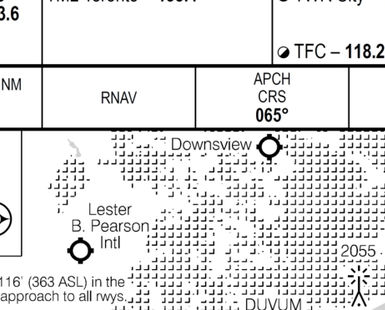 3.6
TFC – 118.2
NM
RNAV
APCH
CRS
065°
Downsview
Lester
B. Pearson
Intl
2055
116' (363 ASL) in the
approach to all rwys.
DUVUM